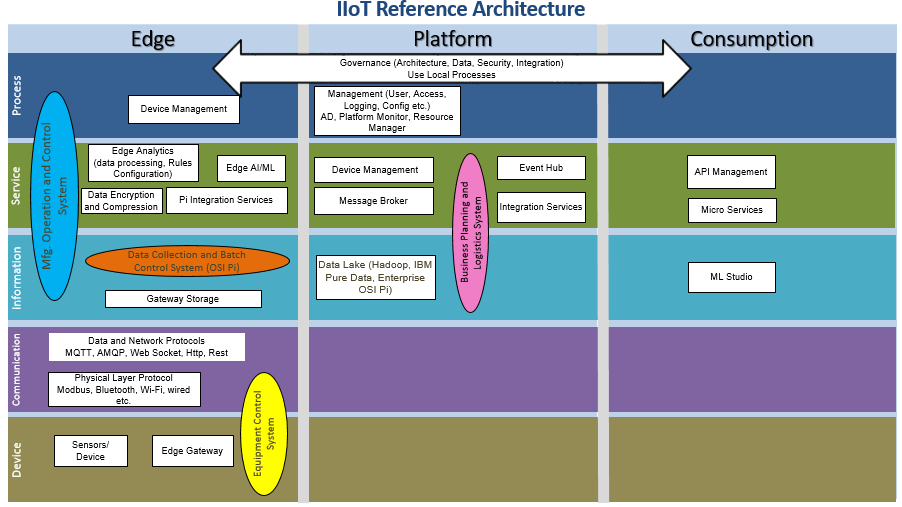 IIoT Reference Architecture
Edge
Platform
Consumption
Governance (Architecture, Data, Security, Integration)
Use Local Processes
Process
Device Management
Management (User, Access,
Logging, Config etc.)
AD, Platform Monitor, Resource
Manager
Mfg. Operation and Control
System
Service
Edge Analytics
(data processing, Rules
Configuration)
Edge AI/ML
Data Encryption
and Compression
Pi Integration Services
Device Management
Message Broker
Business Planning and
Logistics System
Event Hub
Integration Services
API Management
Micro Services
Information
Data Collection and Batch
Control System (OSI Pi)
Gateway Storage
Data Lake (Hadoop, IBM
Pure Data, Enterprise
OSI Pi)
ML Studio
Communication
Data and Network Protocols
MQTT, AMQP, Web Socket, Http, Rest
Physical Layer Protocol
Modbus, Bluetooth, Wi-Fi, wired
etc.
Equipment Control
System
Device
Sensors/
Device
Edge Gateway